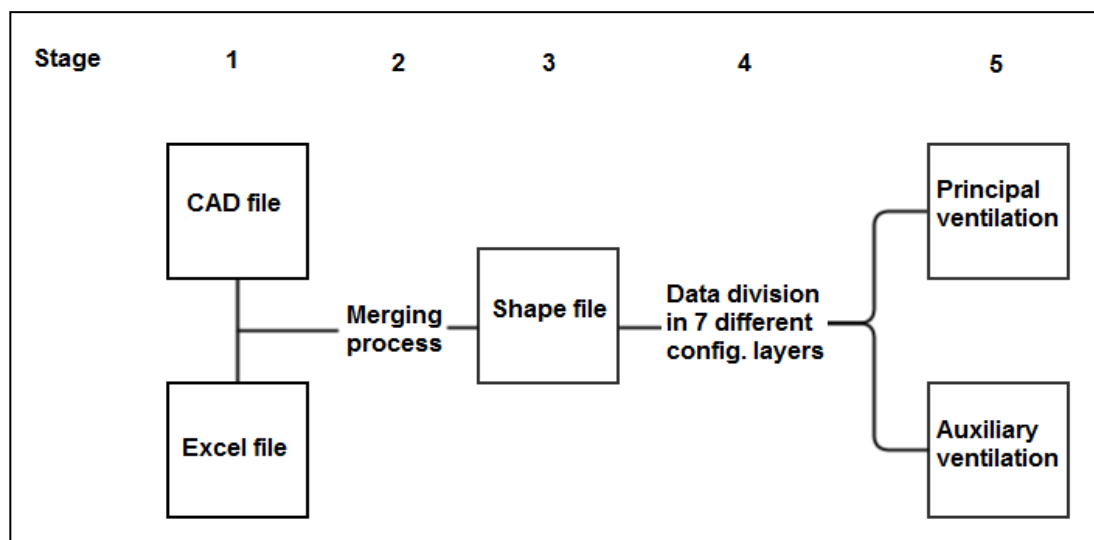 Stage 1 2 3 4 5
CAD file
Excel file
Merging
process
Shape file
Data division
in 7 different
config. layers
Principal
ventilation
Auxiliary
ventilation